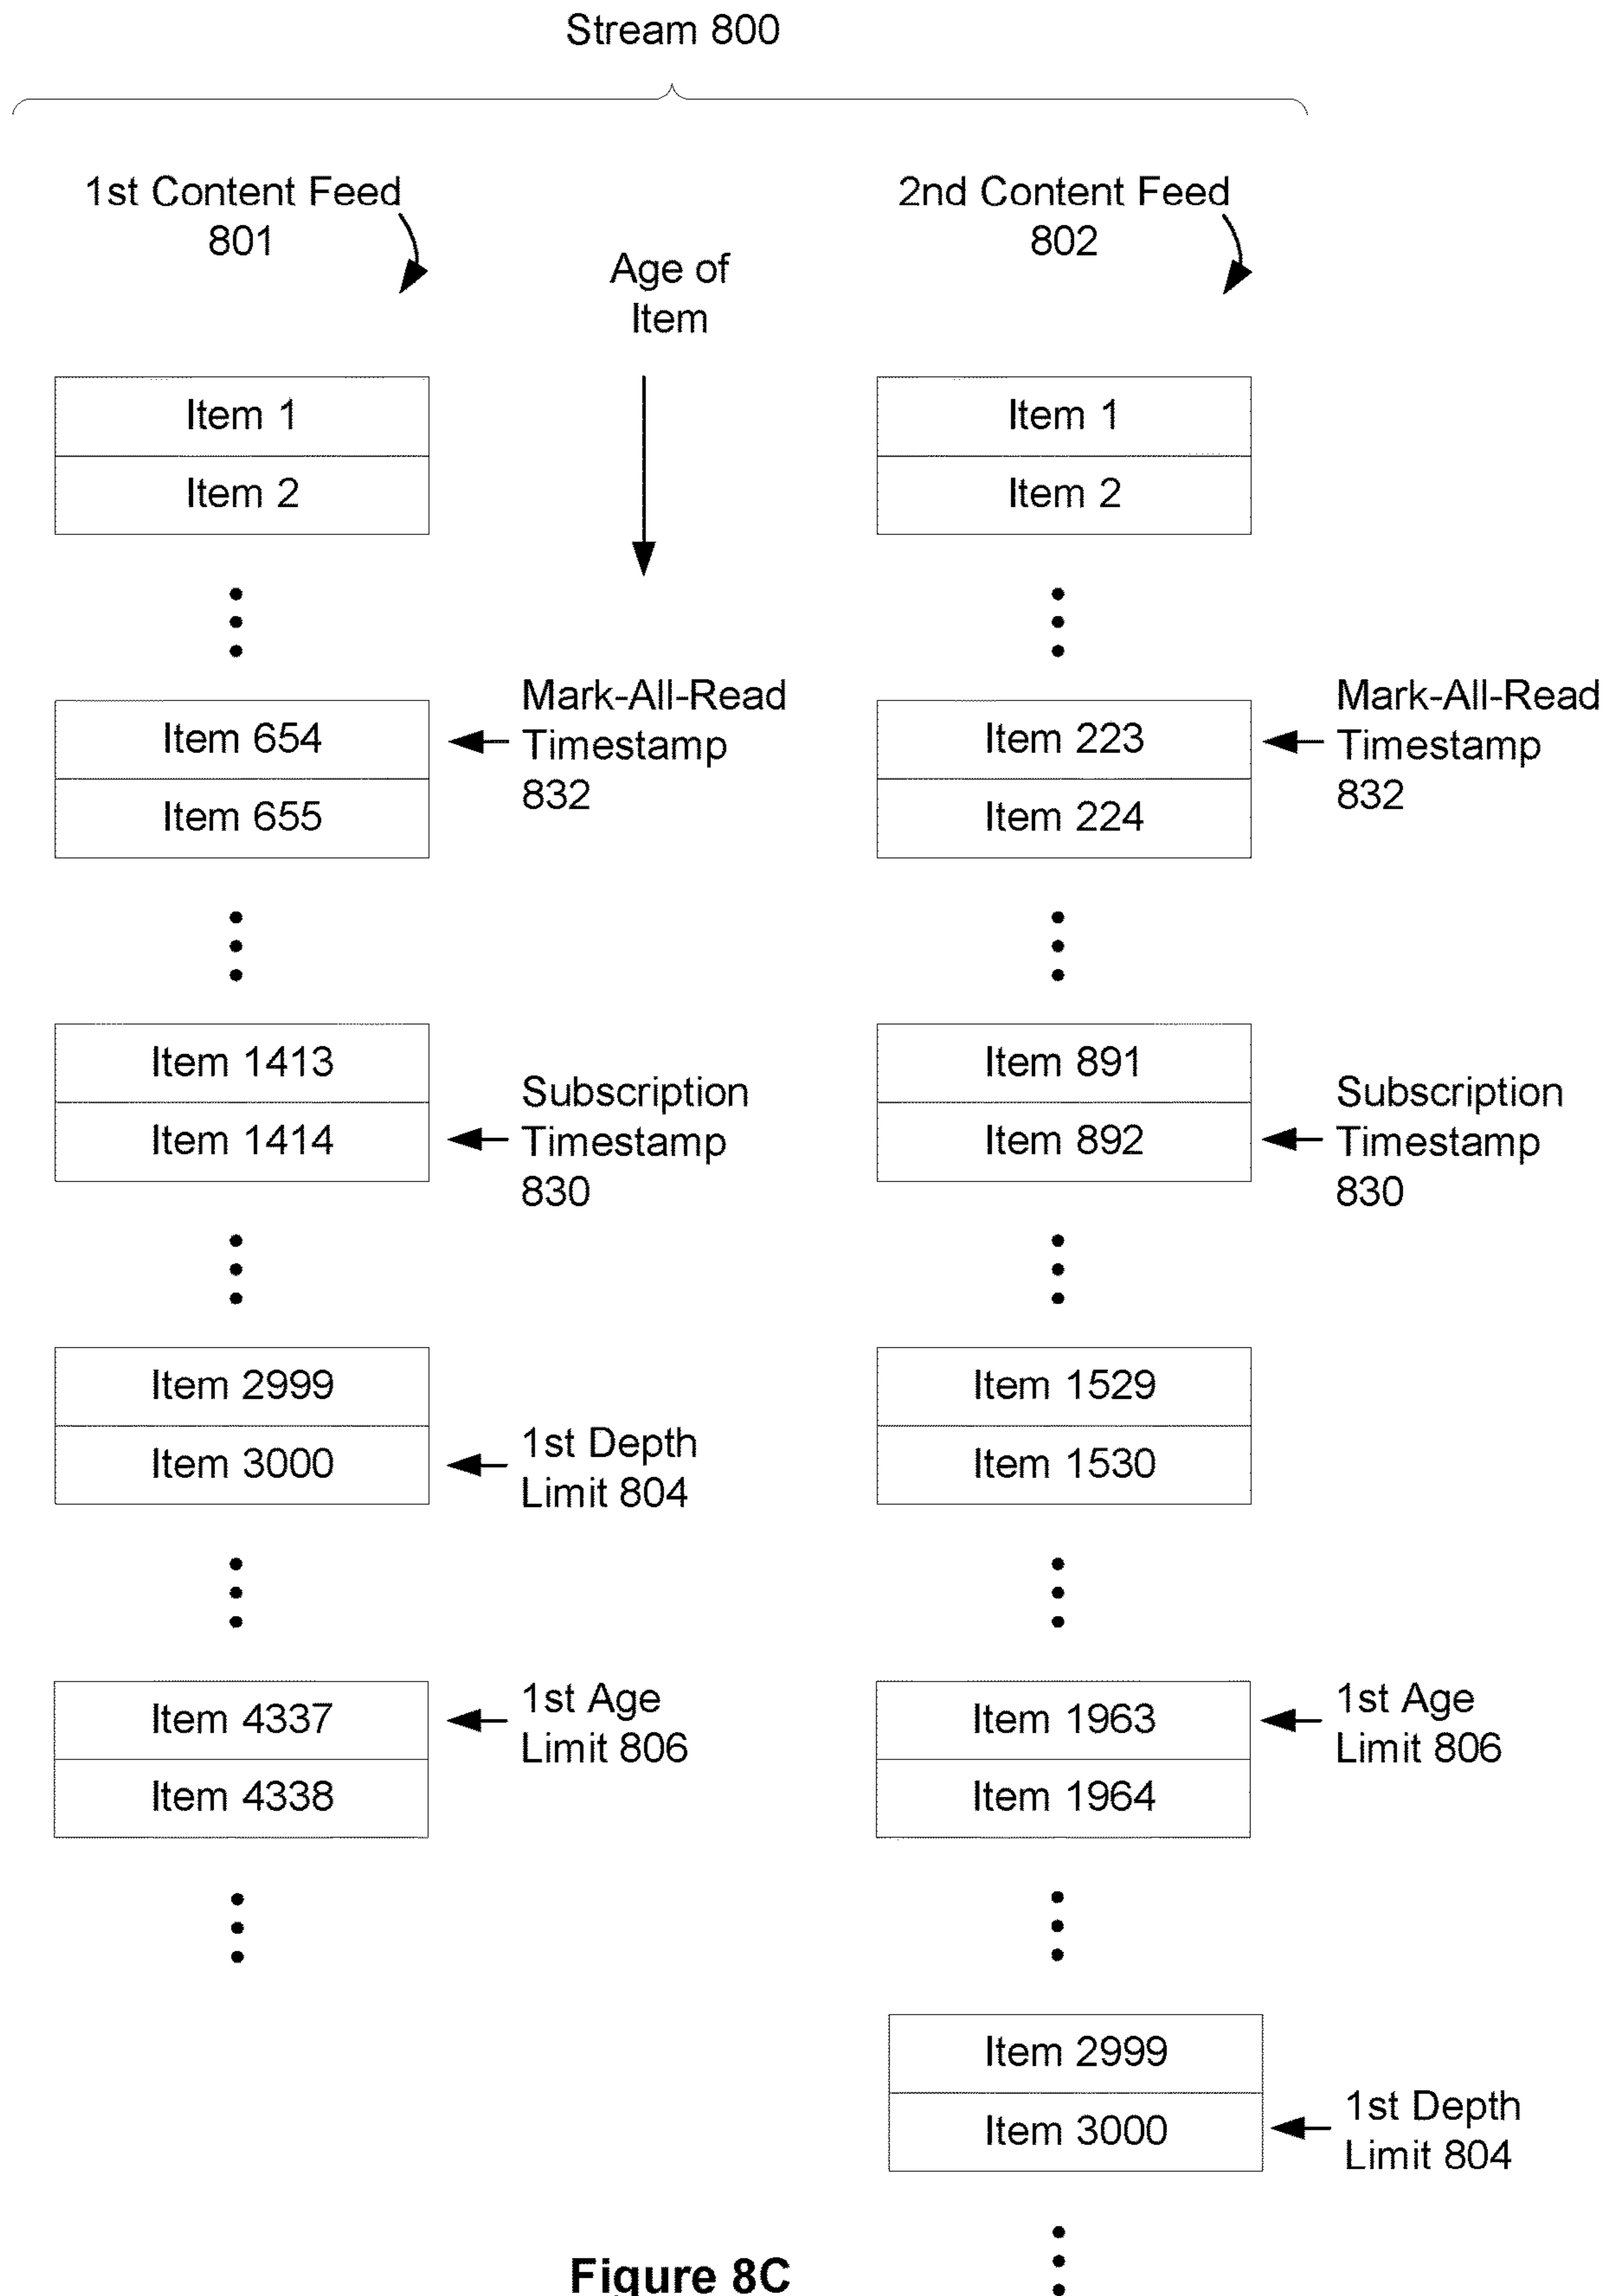 Stream 800
1st Content Feed
801
2nd Content Feed
802
Age of
Item
Item 1
Item 2
Item 1
Item 2
Item 654
Item 655
Mark-All-Read
Timestamp
832
Item 223
Item 224
Mark-All-Read
Timestamp
832
Item 1413
Item 1414
Subscription
Timestamp
830
Item 891
Item 892
Subscription
Timestamp
830
Item 2999
Item 3000
1st Depth
Limit 804
Item 1529
Item 1530
Item 4337
Item 4338
1st Age
Limit 806
Item 1963
Item 1964
1st Age
Limit 806
Item 2999
Item 3000
1st Depth
Limit 804
Figure 8C